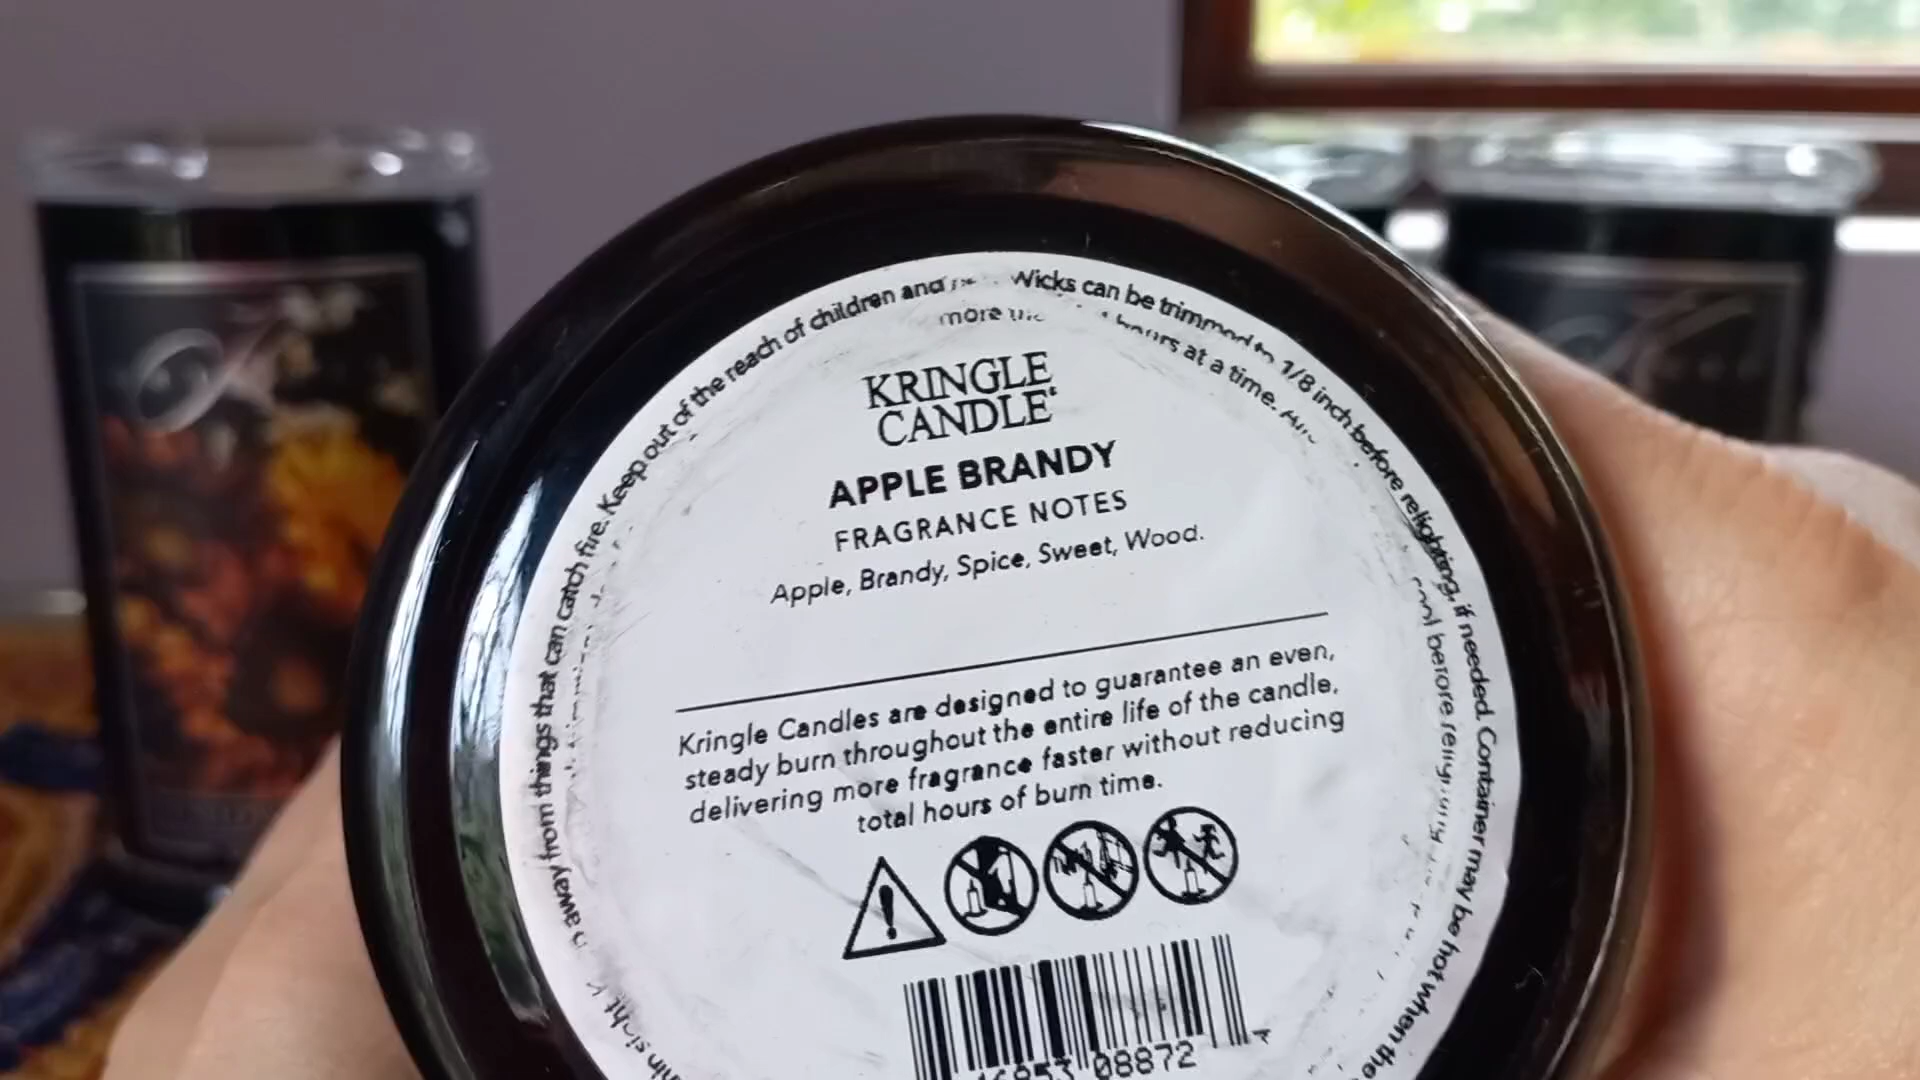 KRINGLE
CANDLE
APPLE BRANDY
FRAGRANCE NOTES
Apple, Brandy, Spice, Sweet, Wood.
Kringle Candles are designed to guarantee an even,
steady burn throughout the entire life of the candle,
delivering more fragrance faster without reducing
total hours of burn time.
away from things that can catch fire. Keep out of the reach of children and
Wicks can be trimmed to 1/8 inch before relighting, if needed. Container may be hot when the
more hours at a time.
cool before
08872